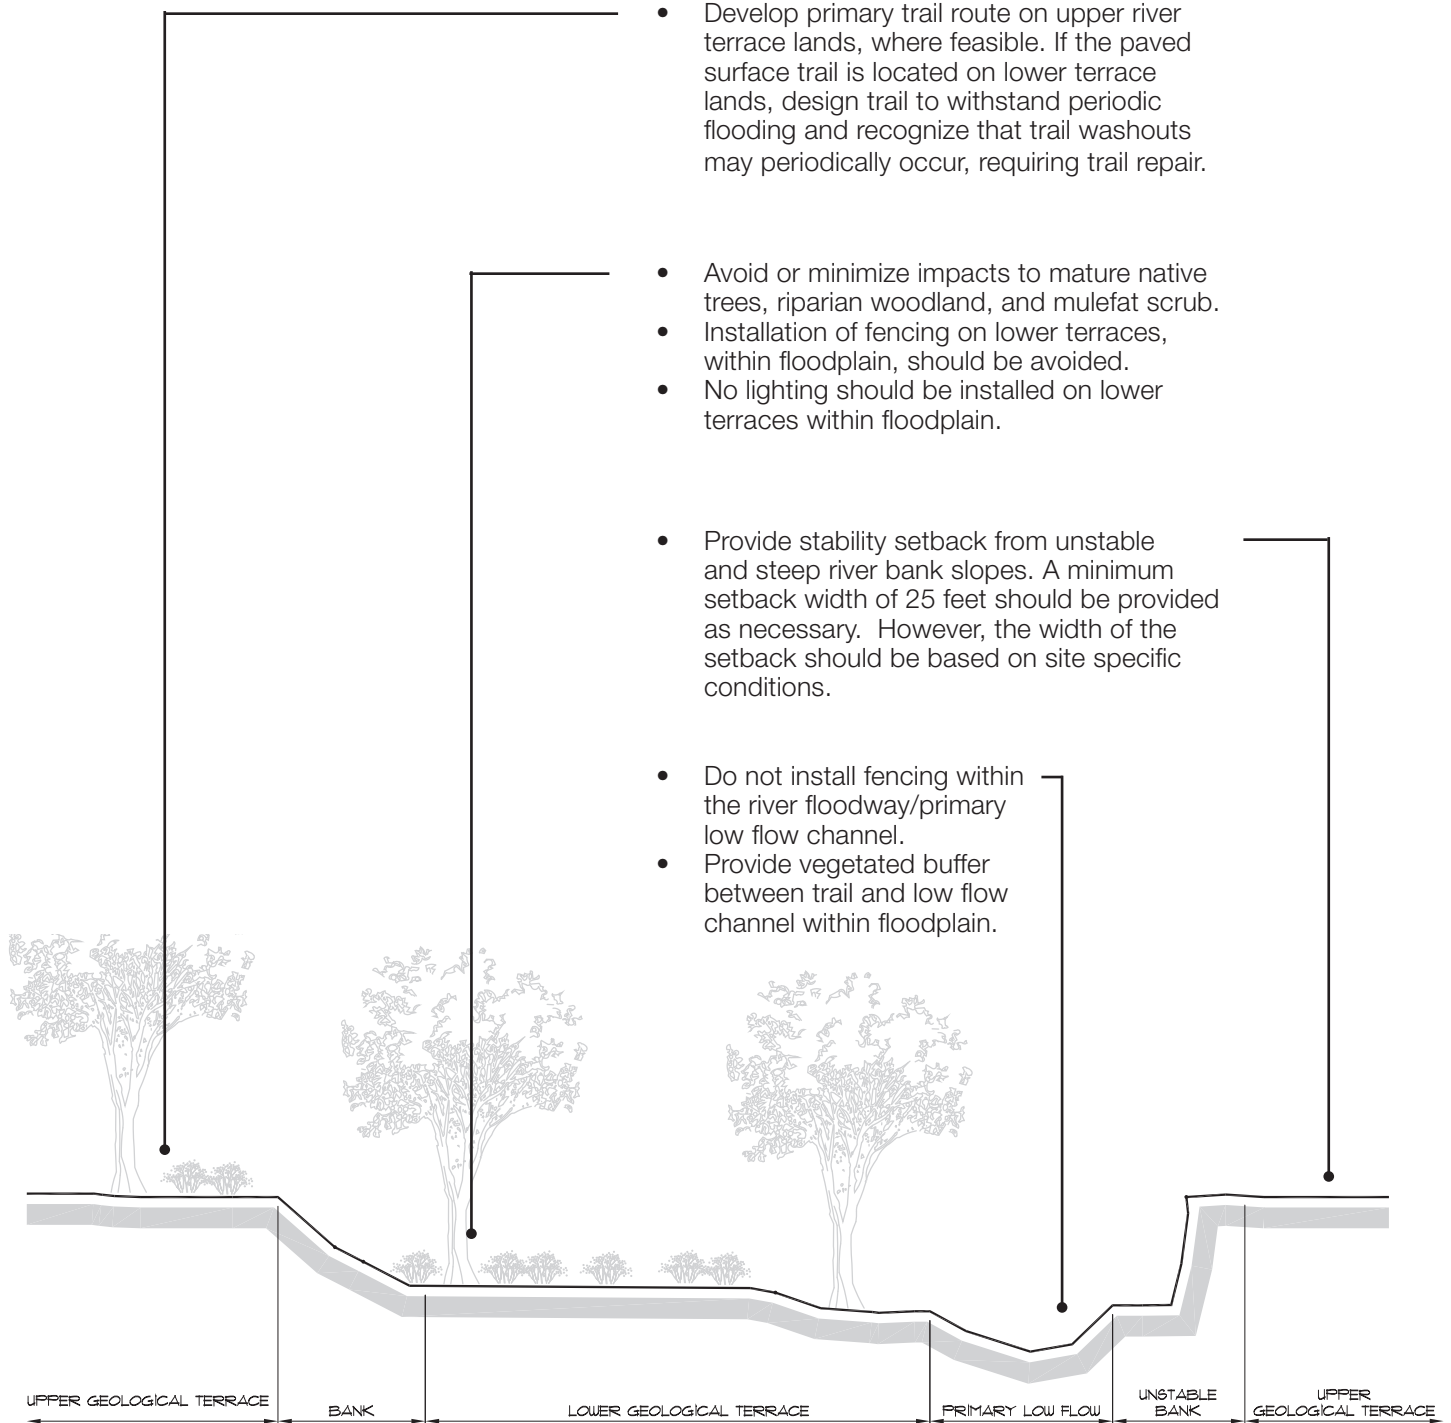 • Develop primary trail route on upper river
terrace lands, where feasible. If the paved
surface trail is located on lower terrace
lands, design trail to withstand periodic
flooding and recognize that trail washouts
may periodically occur, requiring trail repair.
• Avoid or minimize impacts to mature native
trees, riparian woodland, and mulefat scrub.
• Installation of fencing on lower terraces,
within floodplain, should be avoided.
• No lighting should be installed on lower
terraces within floodplain.
• Provide stability setback from unstable
and steep river bank slopes. A minimum
setback width of 25 feet should be provided
as necessary.  However, the width of the
setback should be based on site specific
conditions.
• Do not install fencing within
the river floodway/primary
low flow channel.
• Provide vegetated buffer
between trail and low flow
channel within floodplain.
UPPER GEOLOGICAL TERRACE
BANK
LOWER GEOLOGICAL TERRACE
PRIMARY LOW FLOW
UNSTABLE
BANK
UPPER
GEOLOGICAL TERRACE